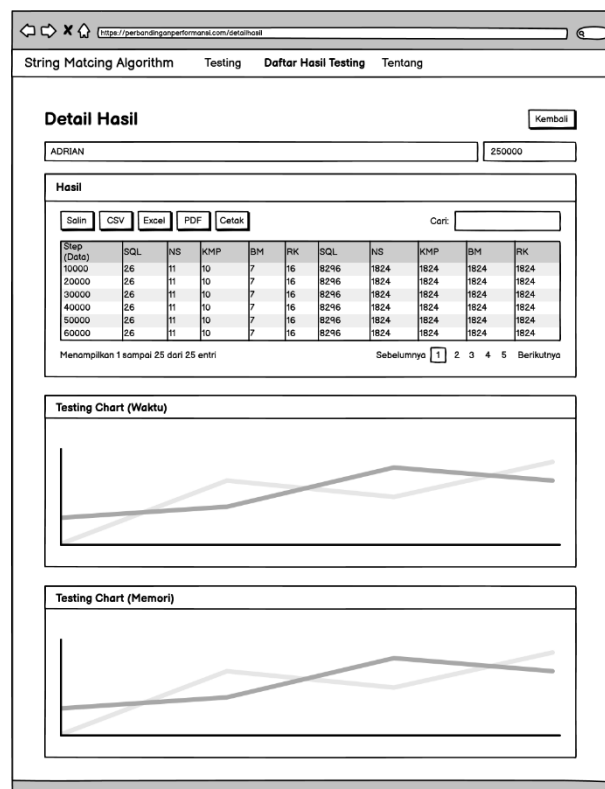 https://perbandinganperformansi.com/detailhasil
String Matcing Algorithm Testing Daftar Hasil Testing Tentang
Detail Hasil Kembali
ADRIAN 250000
Hasil
Salin CSV Excel PDF Cetak Cari:
Step (Data) SQL NS KMP BM RK SQL NS KMP BM RK
10000 26 11 10 7 16 8296 1824 1824 1824 1824
20000 26 11 10 7 16 8296 1824 1824 1824 1824
30000 26 11 10 7 16 8296 1824 1824 1824 1824
40000 26 11 10 7 16 8296 1824 1824 1824 1824
50000 26 11 10 7 16 8296 1824 1824 1824 1824
60000 26 11 10 7 16 8296 1824 1824 1824 1824
Menampilkan 1 sampai 25 dari 25 entri Sebelumnya 1 2 3 4 5 Berikutnya
Testing Chart (Waktu)
Testing Chart (Memori)